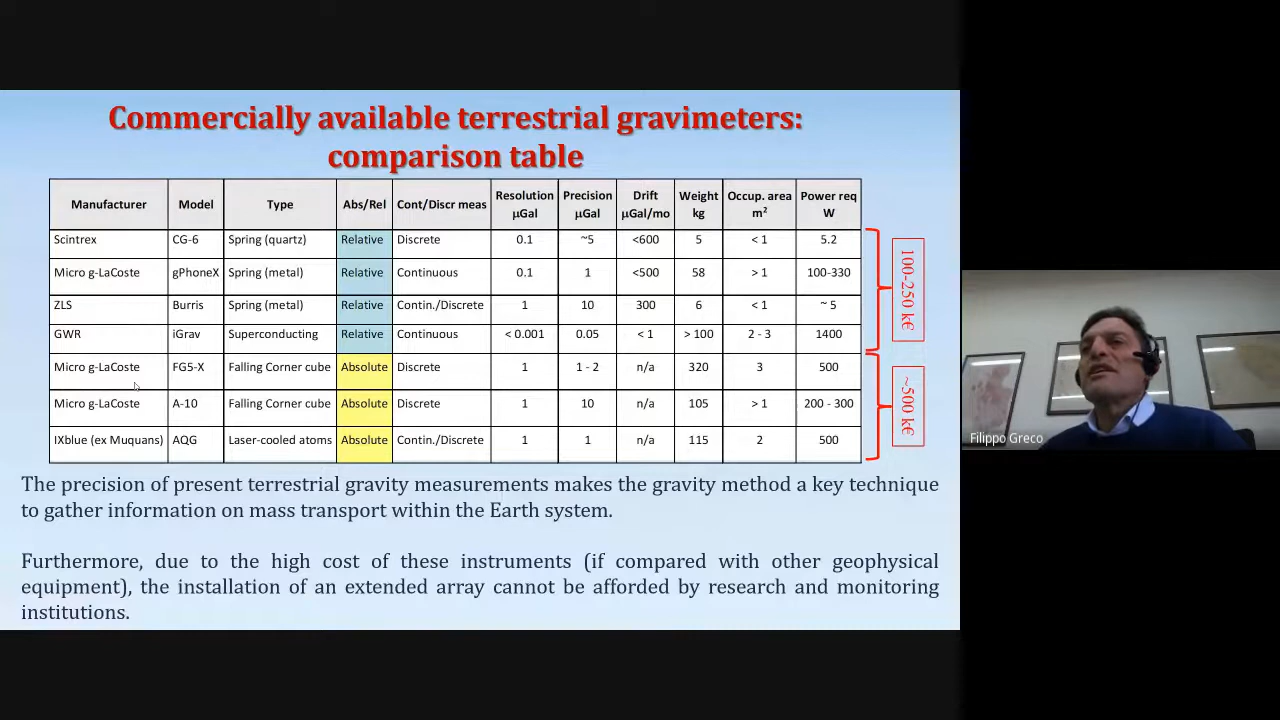 Commercially available terrestrial gravimeters:
comparison table
Manufacturer Model Type Abs/Rel Cont/Discr meas Resolution µGal Precision µGal Drift µGal/mo Weight kg Occup. area m² Power req W
Scintrex CG-6 Spring (quartz) Relative Discrete 0.1 ~5 <600 5 < 1 5.2
Micro g-LaCoste gPhoneX Spring (metal) Relative Continuous 0.1 1 <500 58 > 1 100-330
ZLS Burris Spring (metal) Relative Contin./Discrete 1 10 300 6 < 1 ~ 5
GWR iGrav Superconducting Relative Continuous < 0.001 0.05 < 1 > 100 2 - 3 1400
Micro g-LaCoste FG5-X Falling Corner cube Absolute Discrete 1 1 - 2 n/a 320 3 500
Micro g-LaCoste A-10 Falling Corner cube Absolute Discrete 1 10 n/a 105 > 1 200 - 300
IXblue (ex Muquans) AQG Laser-cooled atoms Absolute Contin./Discrete 1 1 n/a 115 2 500
100-250 k€
~500 k€
The precision of present terrestrial gravity measurements makes the gravity method a key technique
to gather information on mass transport within the Earth system.
Furthermore, due to the high cost of these instruments (if compared with other geophysical
equipment), the installation of an extended array cannot be afforded by research and monitoring
institutions.
Filippo Greco